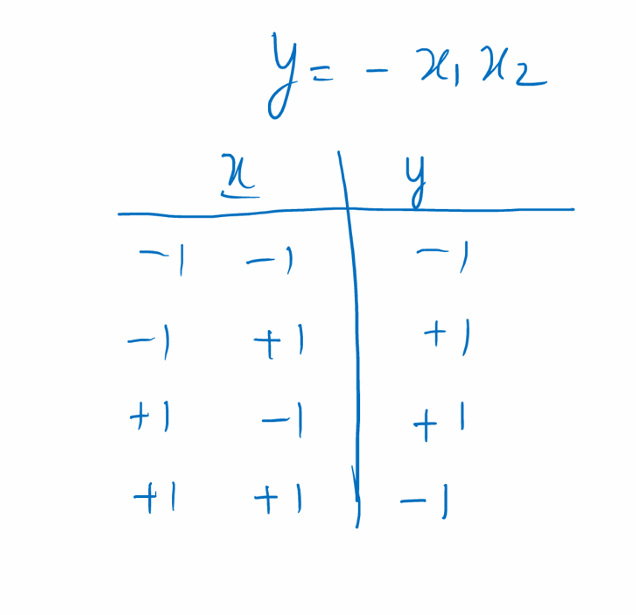 y = - x₁ x₂
x y
-1 -1 -1
-1 +1 +1
+1 -1 +1
+1 +1 -1